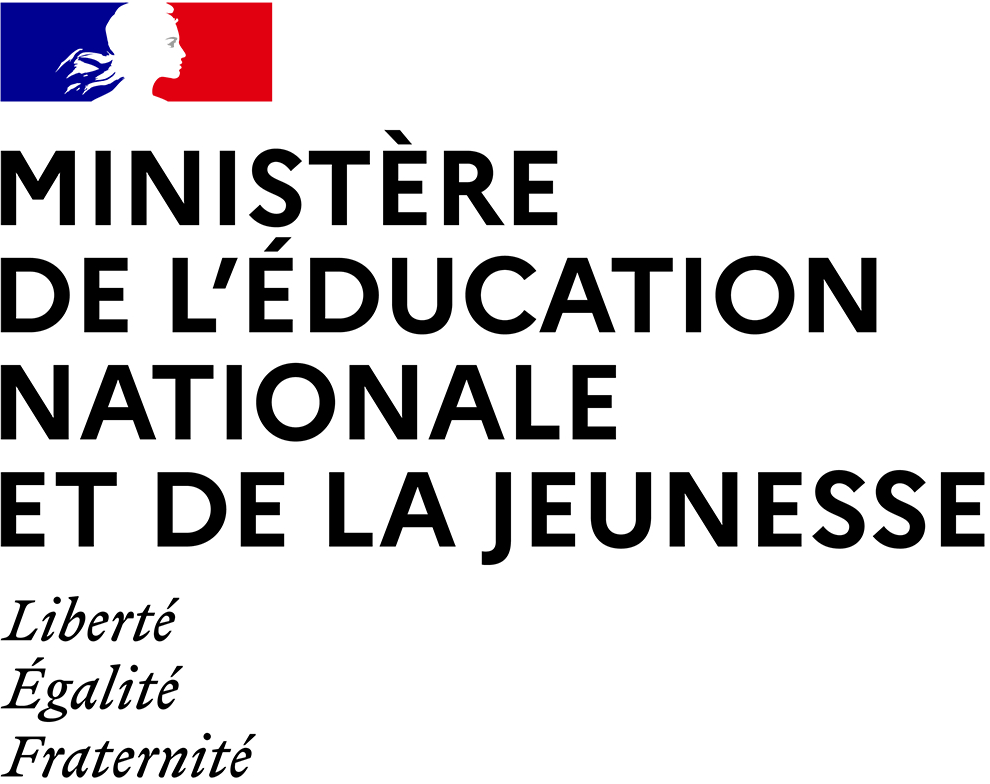 MINISTÈRE
DE L’ÉDUCATION
NATIONALE
ET DE LA JEUNESSE
Liberté
Égalité
Fraternité